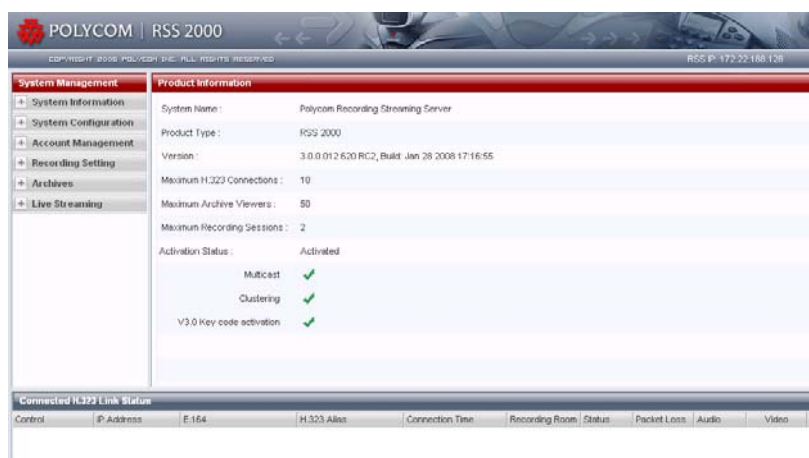 POLYCOM | RSS 2000
COPYRIGHT 2008 POLYCOM INC. ALL RIGHTS RESERVED
RSS IP: 172.22.188.128
System Management
+ System Information
+ System Configuration
+ Account Management
+ Recording Setting
+ Archives
+ Live Streaming
Product Information
System Name : Polycom Recording Streaming Server
Product Type : RSS 2000
Version : 3.0.0.012.620 RC2, Build: Jan 28 2008 17:16:55
Maximum H.323 Connections : 10
Maximum Archive Viewers : 50
Maximum Recording Sessions : 2
Activation Status : Activated
Multicast ✔
Clustering ✔
V3.0 Key code activation ✔
Connected H.323 Link Status
Control IP Address E.164 H.323 Alias Connection Time Recording Room Status Packet Loss Audio Video